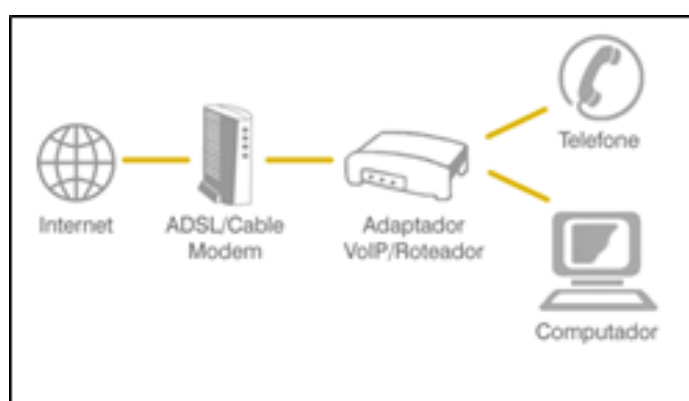 Internet
ADSL/Cable
Modem
Adaptador
VoIP/Roteador
Telefone
Computador